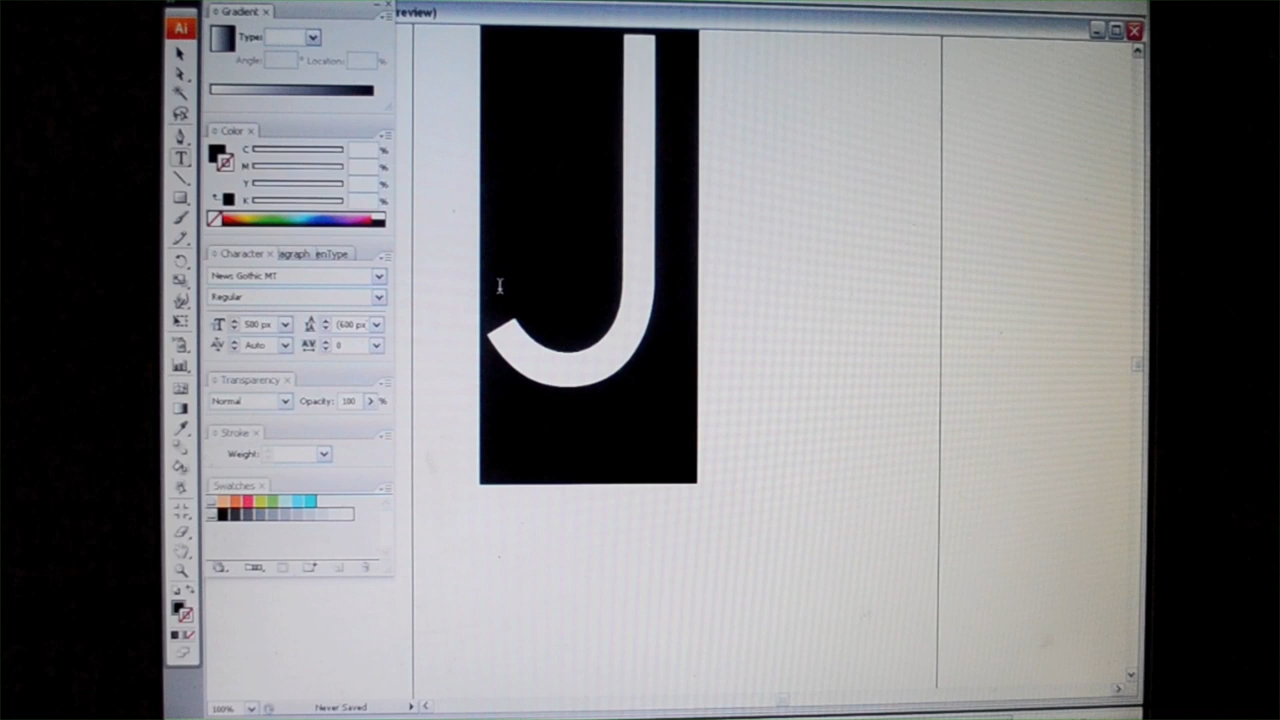 Gradient ×
review)
Ai
Type:
Angle: ° Location: %
Color ×
C %
M %
Y %
K %
T
Character × agraph enType
News Gothic MT
Regular
500 px (600 px
Auto 0
Transparency ×
Normal Opacity: 100 %
Stroke ×
Weight:
Swatches ×
J
100% Never Saved